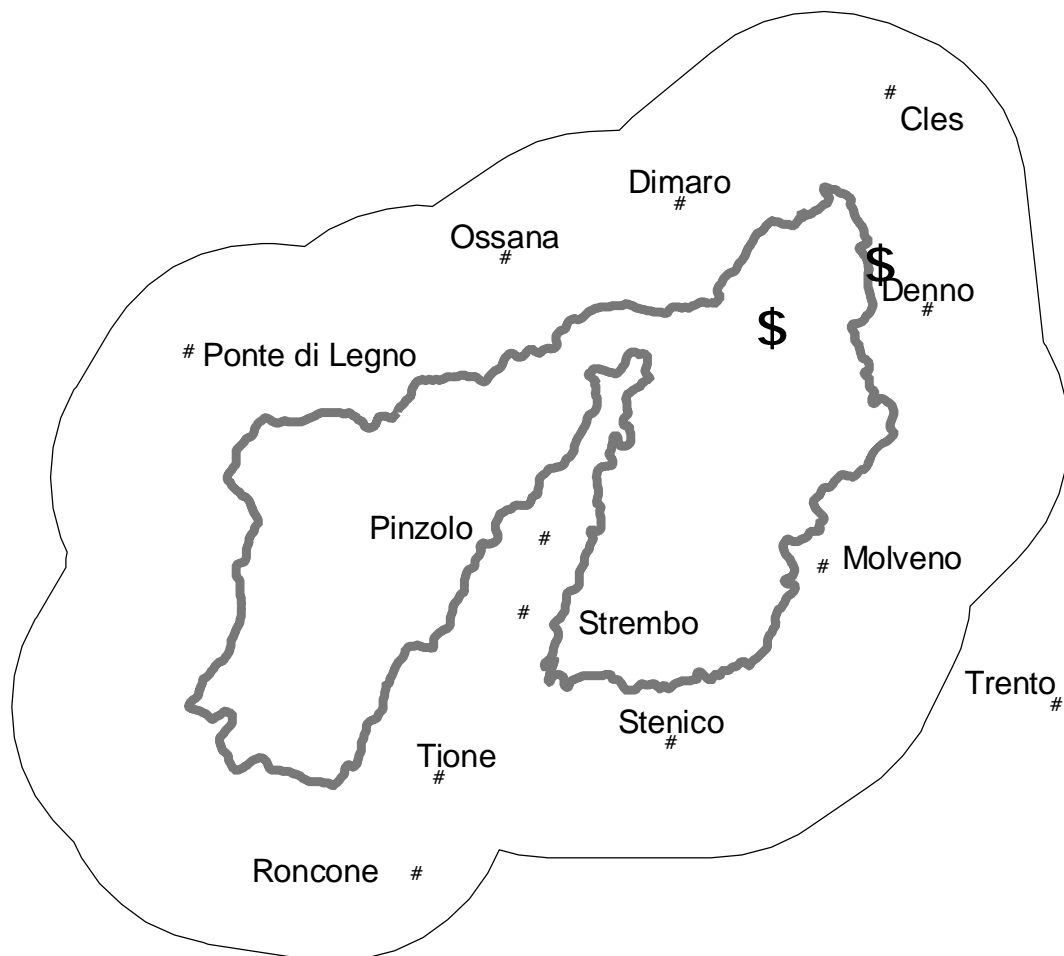 #
Cles
Dimaro
#
Ossana
#
$
Denno
#
$
# Ponte di Legno
Pinzolo
#
# Molveno
#
Strembo
Trento
#
Stenico
#
Tione
#
Roncone #